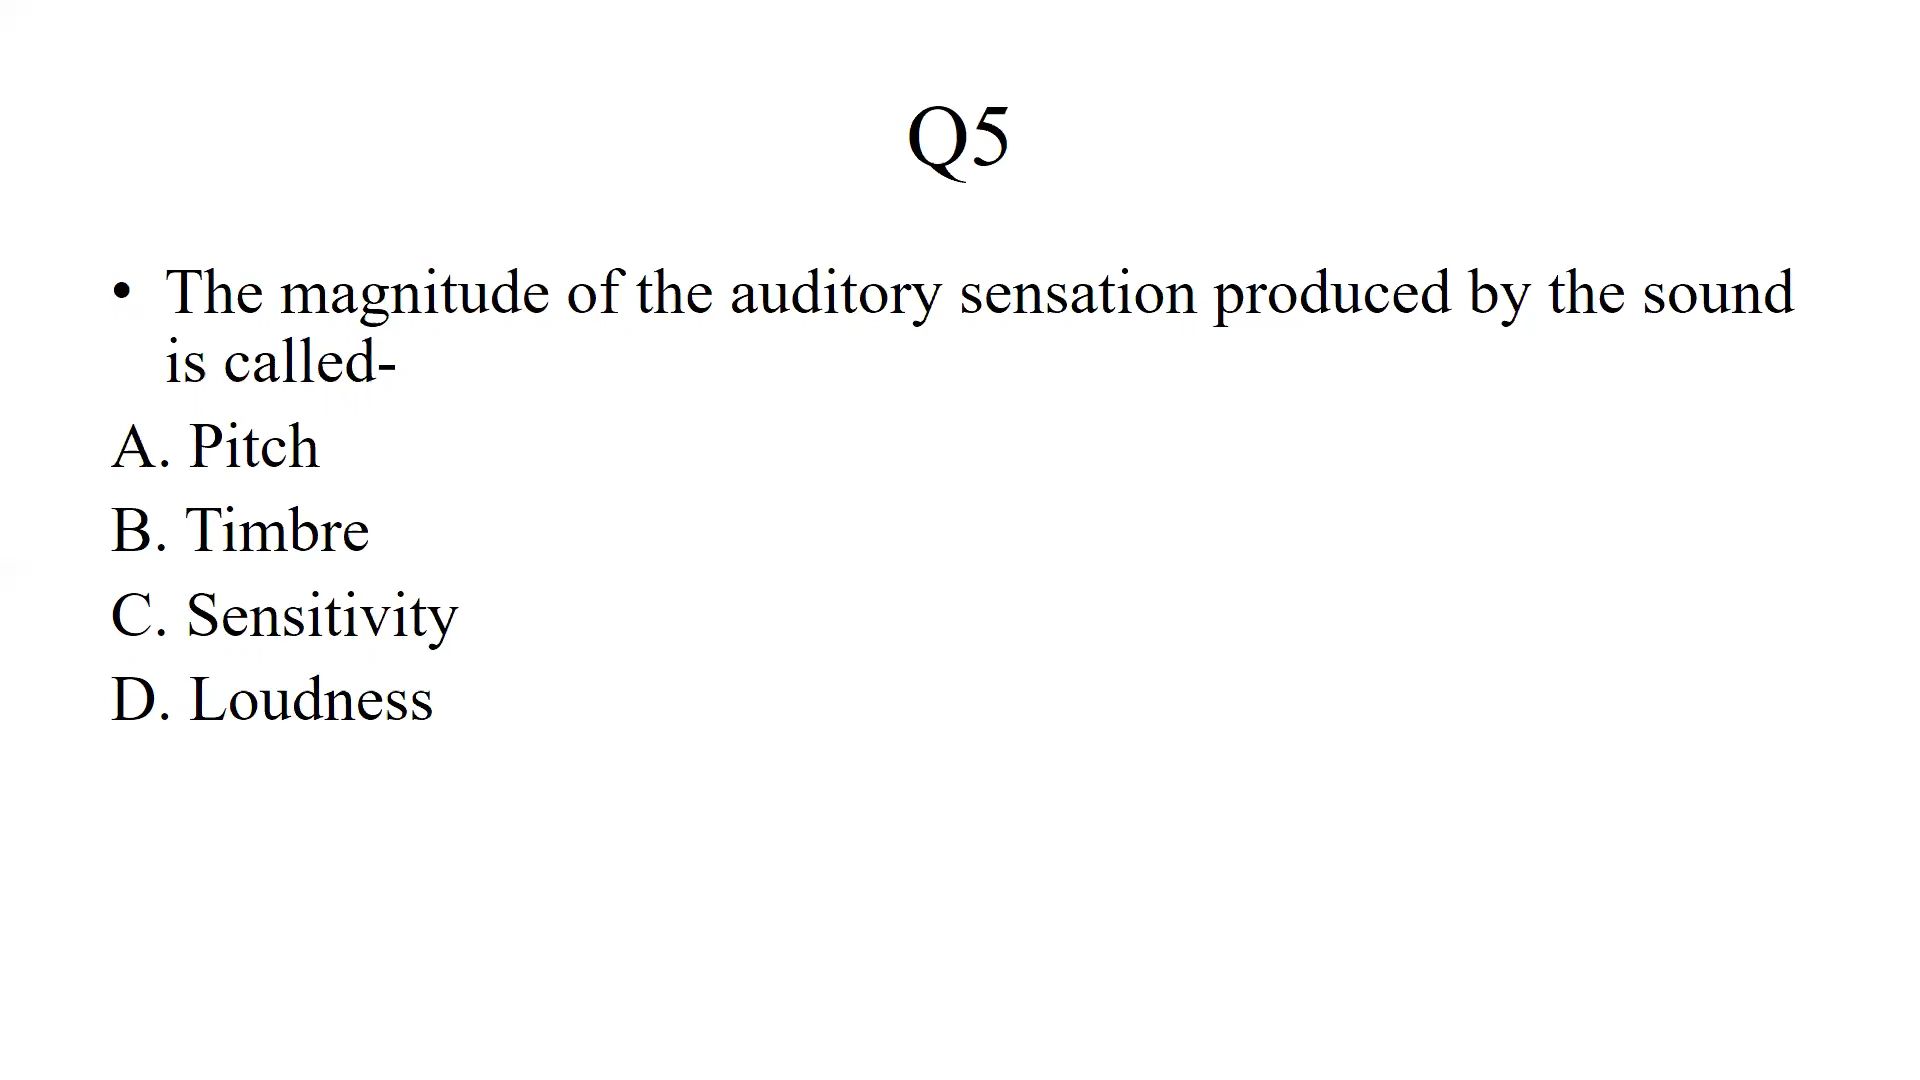 Q5
• The magnitude of the auditory sensation produced by the sound
is called-
A. Pitch
B. Timbre
C. Sensitivity
D. Loudness